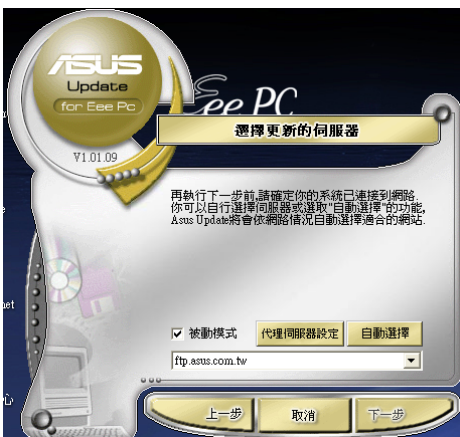 ASUS
Update
for Eee Pc
Eee PC
V1.01.09
選擇更新的伺服器
再執行下一步前,請確定你的系統已連接到網路.
你可以自行選擇伺服器或選取"自動選擇"的功能,
Asus Update將會依網路情況自動選擇適合的網站.
被動模式
代理伺服器設定
自動選擇
ftp.asus.com.tw
上一步
取消
下一步
net
心